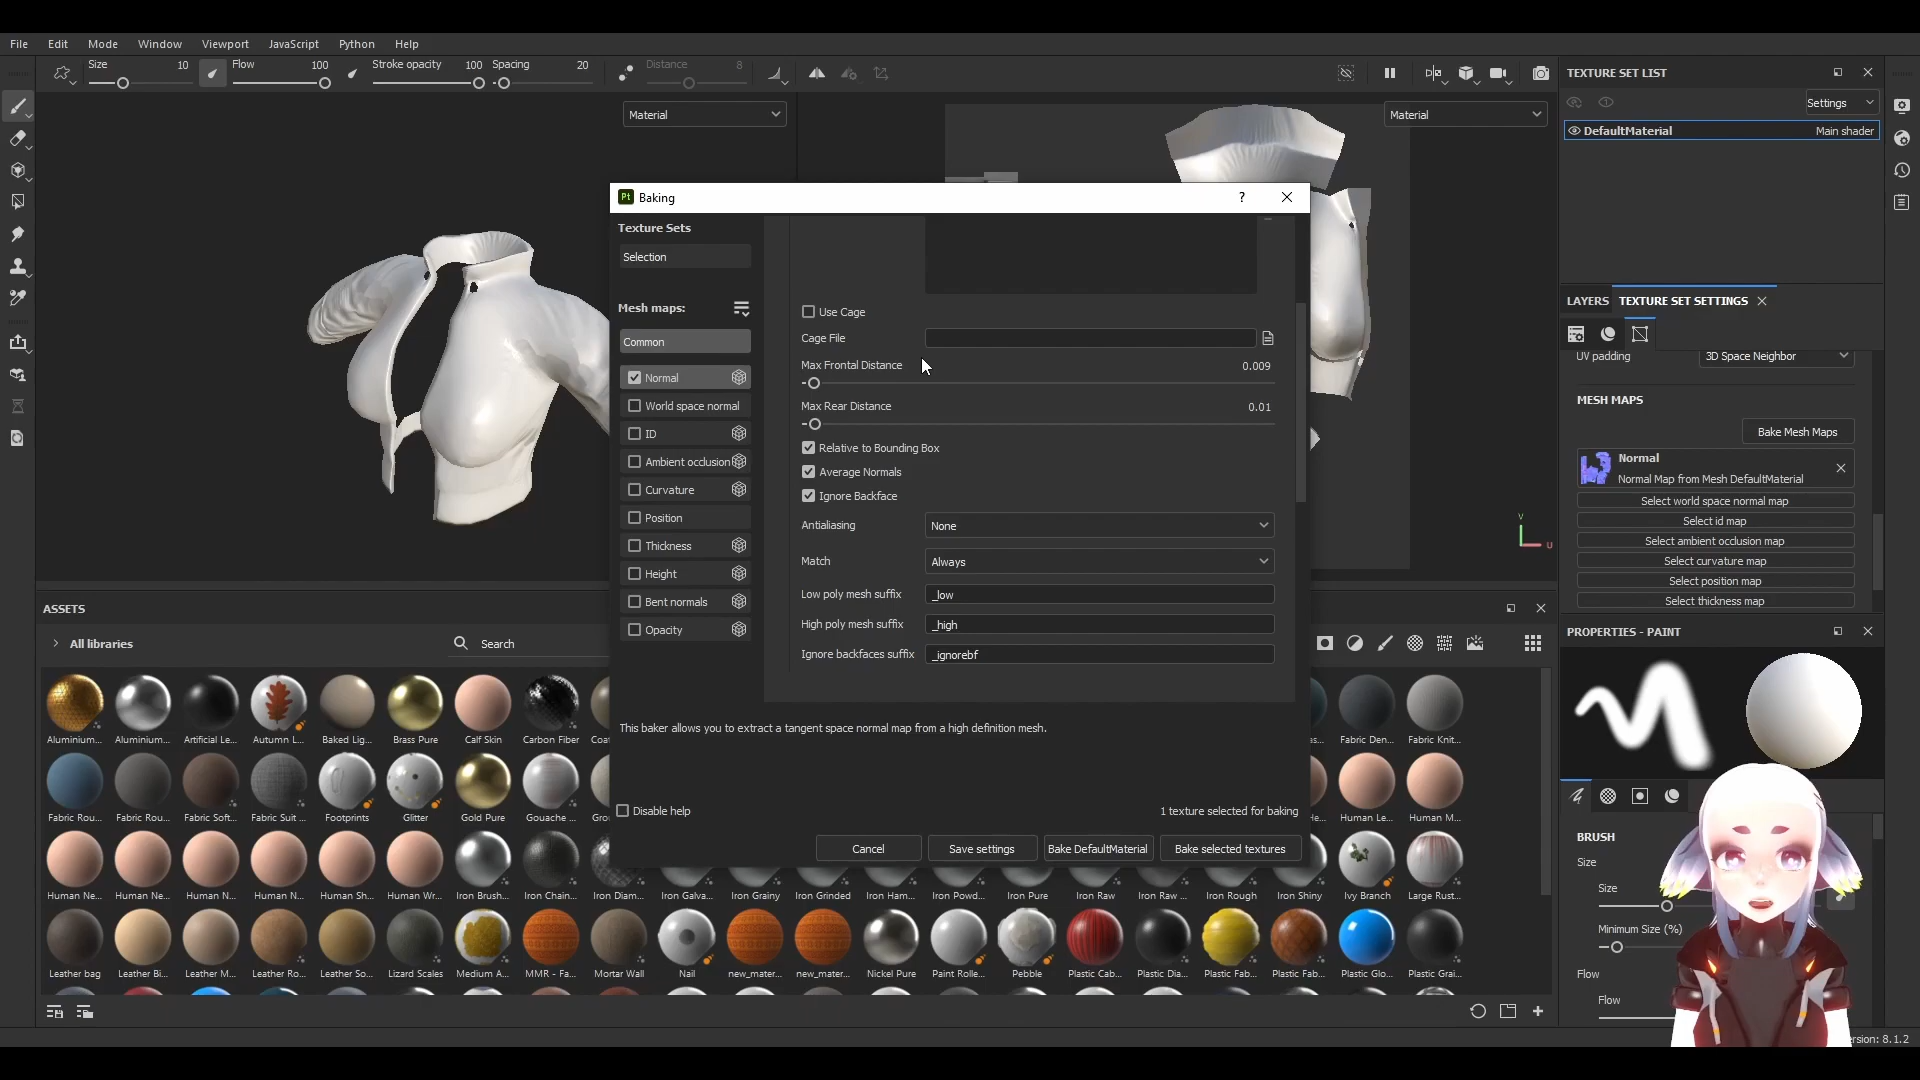 File Edit Mode Window Viewport JavaScript Python Help
Size 10 Flow 100 Stroke opacity 100 Spacing 20 Distance 8
Material
Material
TEXTURE SET LIST
Settings
DefaultMaterial Main shader
Baking ?
Texture Sets
Selection
Mesh maps:
Common
Normal
World space normal
ID
Ambient occlusion
Curvature
Position
Thickness
Height
Bent normals
Opacity
Use Cage
Cage File
Max Frontal Distance 0.009
Max Rear Distance 0.01
Relative to Bounding Box
Average Normals
Ignore Backface
Antialiasing None
Match Always
Low poly mesh suffix _low
High poly mesh suffix _high
Ignore backfaces suffix _ignorebf
This baker allows you to extract a tangent space normal map from a high definition mesh.
Disable help
1 texture selected for baking
Cancel Save settings Bake DefaultMaterial Bake selected textures
LAYERS TEXTURE SET SETTINGS
UV padding 3D Space Neighbor
MESH MAPS
Bake Mesh Maps
Normal
Normal Map from Mesh DefaultMaterial
Select world space normal map
Select id map
Select ambient occlusion map
Select curvature map
Select position map
Select thickness map
V
U
ASSETS
All libraries Search
Aluminium... Aluminium... Artificial Le... Autumn L... Baked Lig... Brass Pure Calf Skin Carbon Fiber Fabric Den... Fabric Knit...
Fabric Rou... Fabric Rou... Fabric Soft... Fabric Suit ... Footprints Glitter Gold Pure Gouache ... Human Le... Human M...
Human Ne... Human Ne... Human N... Human N... Human Sh... Human Wr... Iron Brush... Iron Chain... Iron Diam... Iron Galva... Iron Grainy Iron Grinded Iron Ham... Iron Powd... Iron Pure Iron Raw Iron Raw ... Iron Rough Iron Shiny Ivy Branch Large Rust...
Leather bag Leather Bi... Leather M... Leather Ro... Leather So... Lizard Scales Medium A... MMR - Fa... Mortar Wall Nail new_mater... new_mater... Nickel Pure Paint Rolle... Pebble Plastic Cab... Plastic Dia... Plastic Fab... Plastic Fab... Plastic Glo... Plastic Grai...
PROPERTIES - PAINT
BRUSH
Size
Size
Minimum Size (%)
Flow
Flow
ersion: 8.1.2